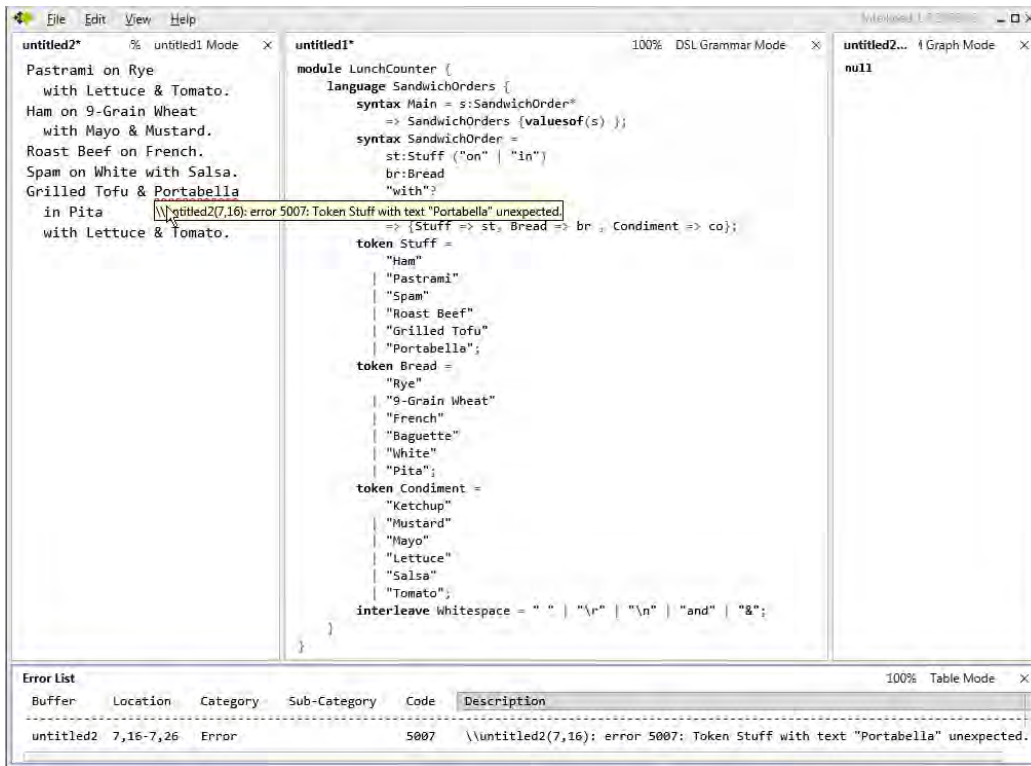 File Edit View Help
untitled2* % untitled1 Mode ×
Pastrami on Rye
with Lettuce & Tomato.
Ham on 9-Grain Wheat
with Mayo & Mustard.
Roast Beef on French.
Spam on White with Salsa.
Grilled Tofu & Portabella
in Pita
with Lettuce & Tomato.
untitled1* 100% DSL Grammar Mode ×
module LunchCounter {
language SandwichOrders {
syntax Main = s:SandwichOrder*
=> SandwichOrders {valuesof(s) };
syntax SandwichOrder =
st:Stuff ("on" | "in")
br:Bread
"with"?
\\untitled2(7,16): error 5007: Token Stuff with text "Portabella" unexpected.
=> {Stuff => st, Bread => br , Condiment => co};
token Stuff =
"Ham"
| "Pastrami"
| "Spam"
| "Roast Beef"
| "Grilled Tofu"
| "Portabella";
token Bread =
"Rye"
| "9-Grain Wheat"
| "French"
| "Baguette"
| "White"
| "Pita";
token Condiment =
"Ketchup"
| "Mustard"
| "Mayo"
| "Lettuce"
| "Salsa"
| "Tomato";
interleave Whitespace = " " | "\r" | "\n" | "and" | "&";
}
}
untitled2... Graph Mode ×
null
Error List 100% Table Mode ×
Buffer Location Category Sub-Category Code Description
untitled2 7,16-7,26 Error 5007 \\untitled2(7,16): error 5007: Token Stuff with text "Portabella" unexpected.